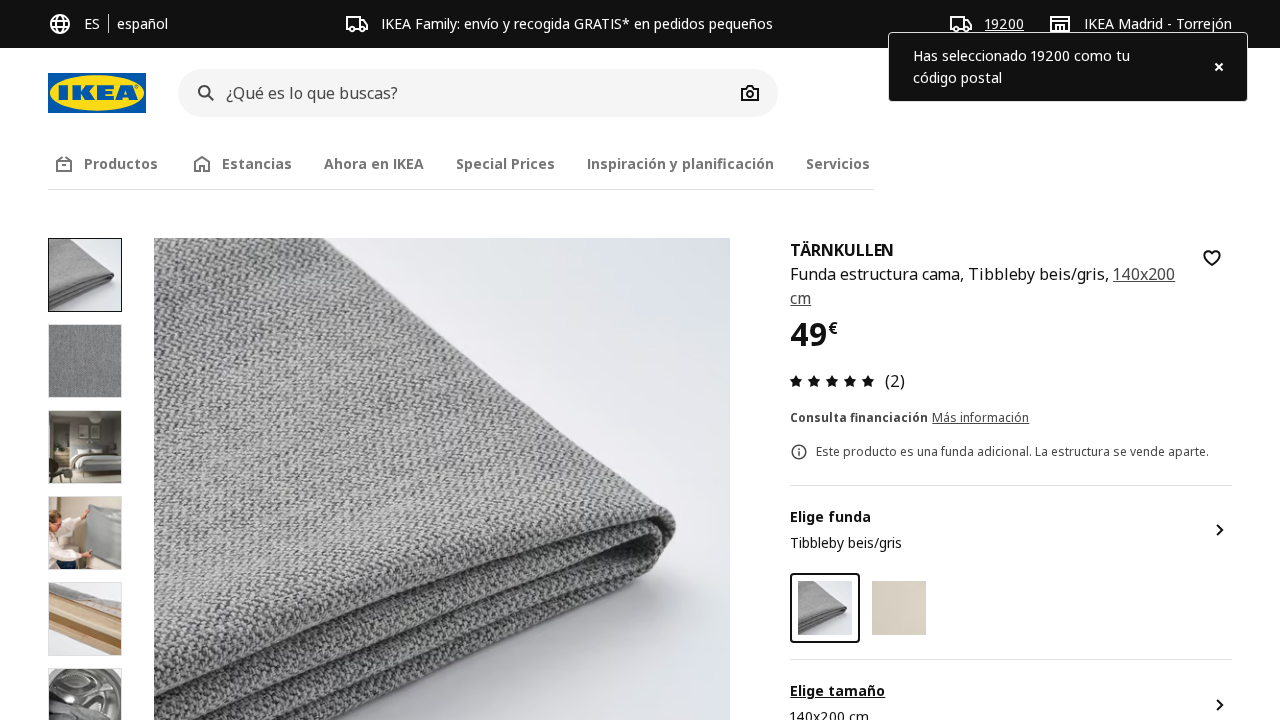 ES
español
IKEA Family: envío y recogida GRATIS* en pedidos pequeños
19200
IKEA Madrid - Torrejón
Has seleccionado 19200 como tu
código postal
IKEA
¿Qué es lo que buscas?
Productos
Estancias
Ahora en IKEA
Special Prices
Inspiración y planificación
Servicios
TÄRNKULLEN
Funda estructura cama, Tibbleby beis/gris, 140x200
cm
49€
(2)
Consulta financiación Más información
Este producto es una funda adicional. La estructura se vende aparte.
Elige funda
Tibbleby beis/gris
Elige tamaño
140x200 cm